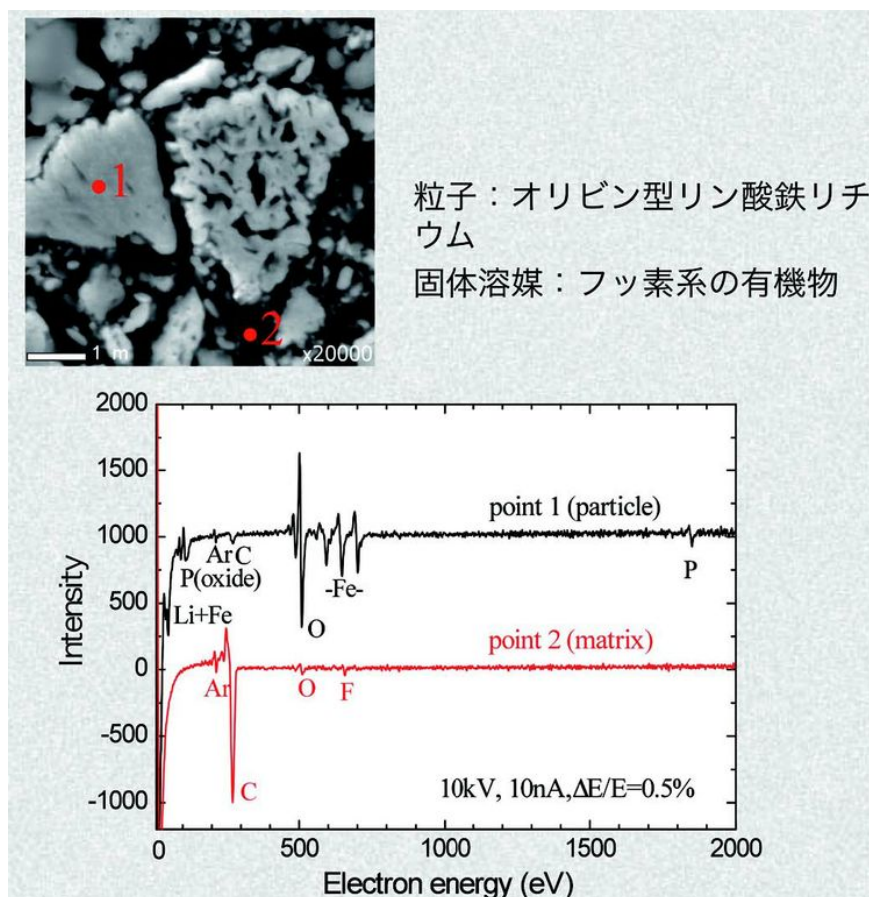 1
2
1 m
x20000
粒子：オリビン型リン酸鉄リチ
ウム
固体溶媒：フッ素系の有機物
2000
1500
1000
500
0
-500
-1000
Intensity
point 1 (particle)
Ar C
P(oxide)
Li+Fe
O
-Fe-
P
point 2 (matrix)
Ar
C
O
F
10kV, 10nA,ΔE/E=0.5%
0
500
1000
1500
2000
Electron energy (eV)